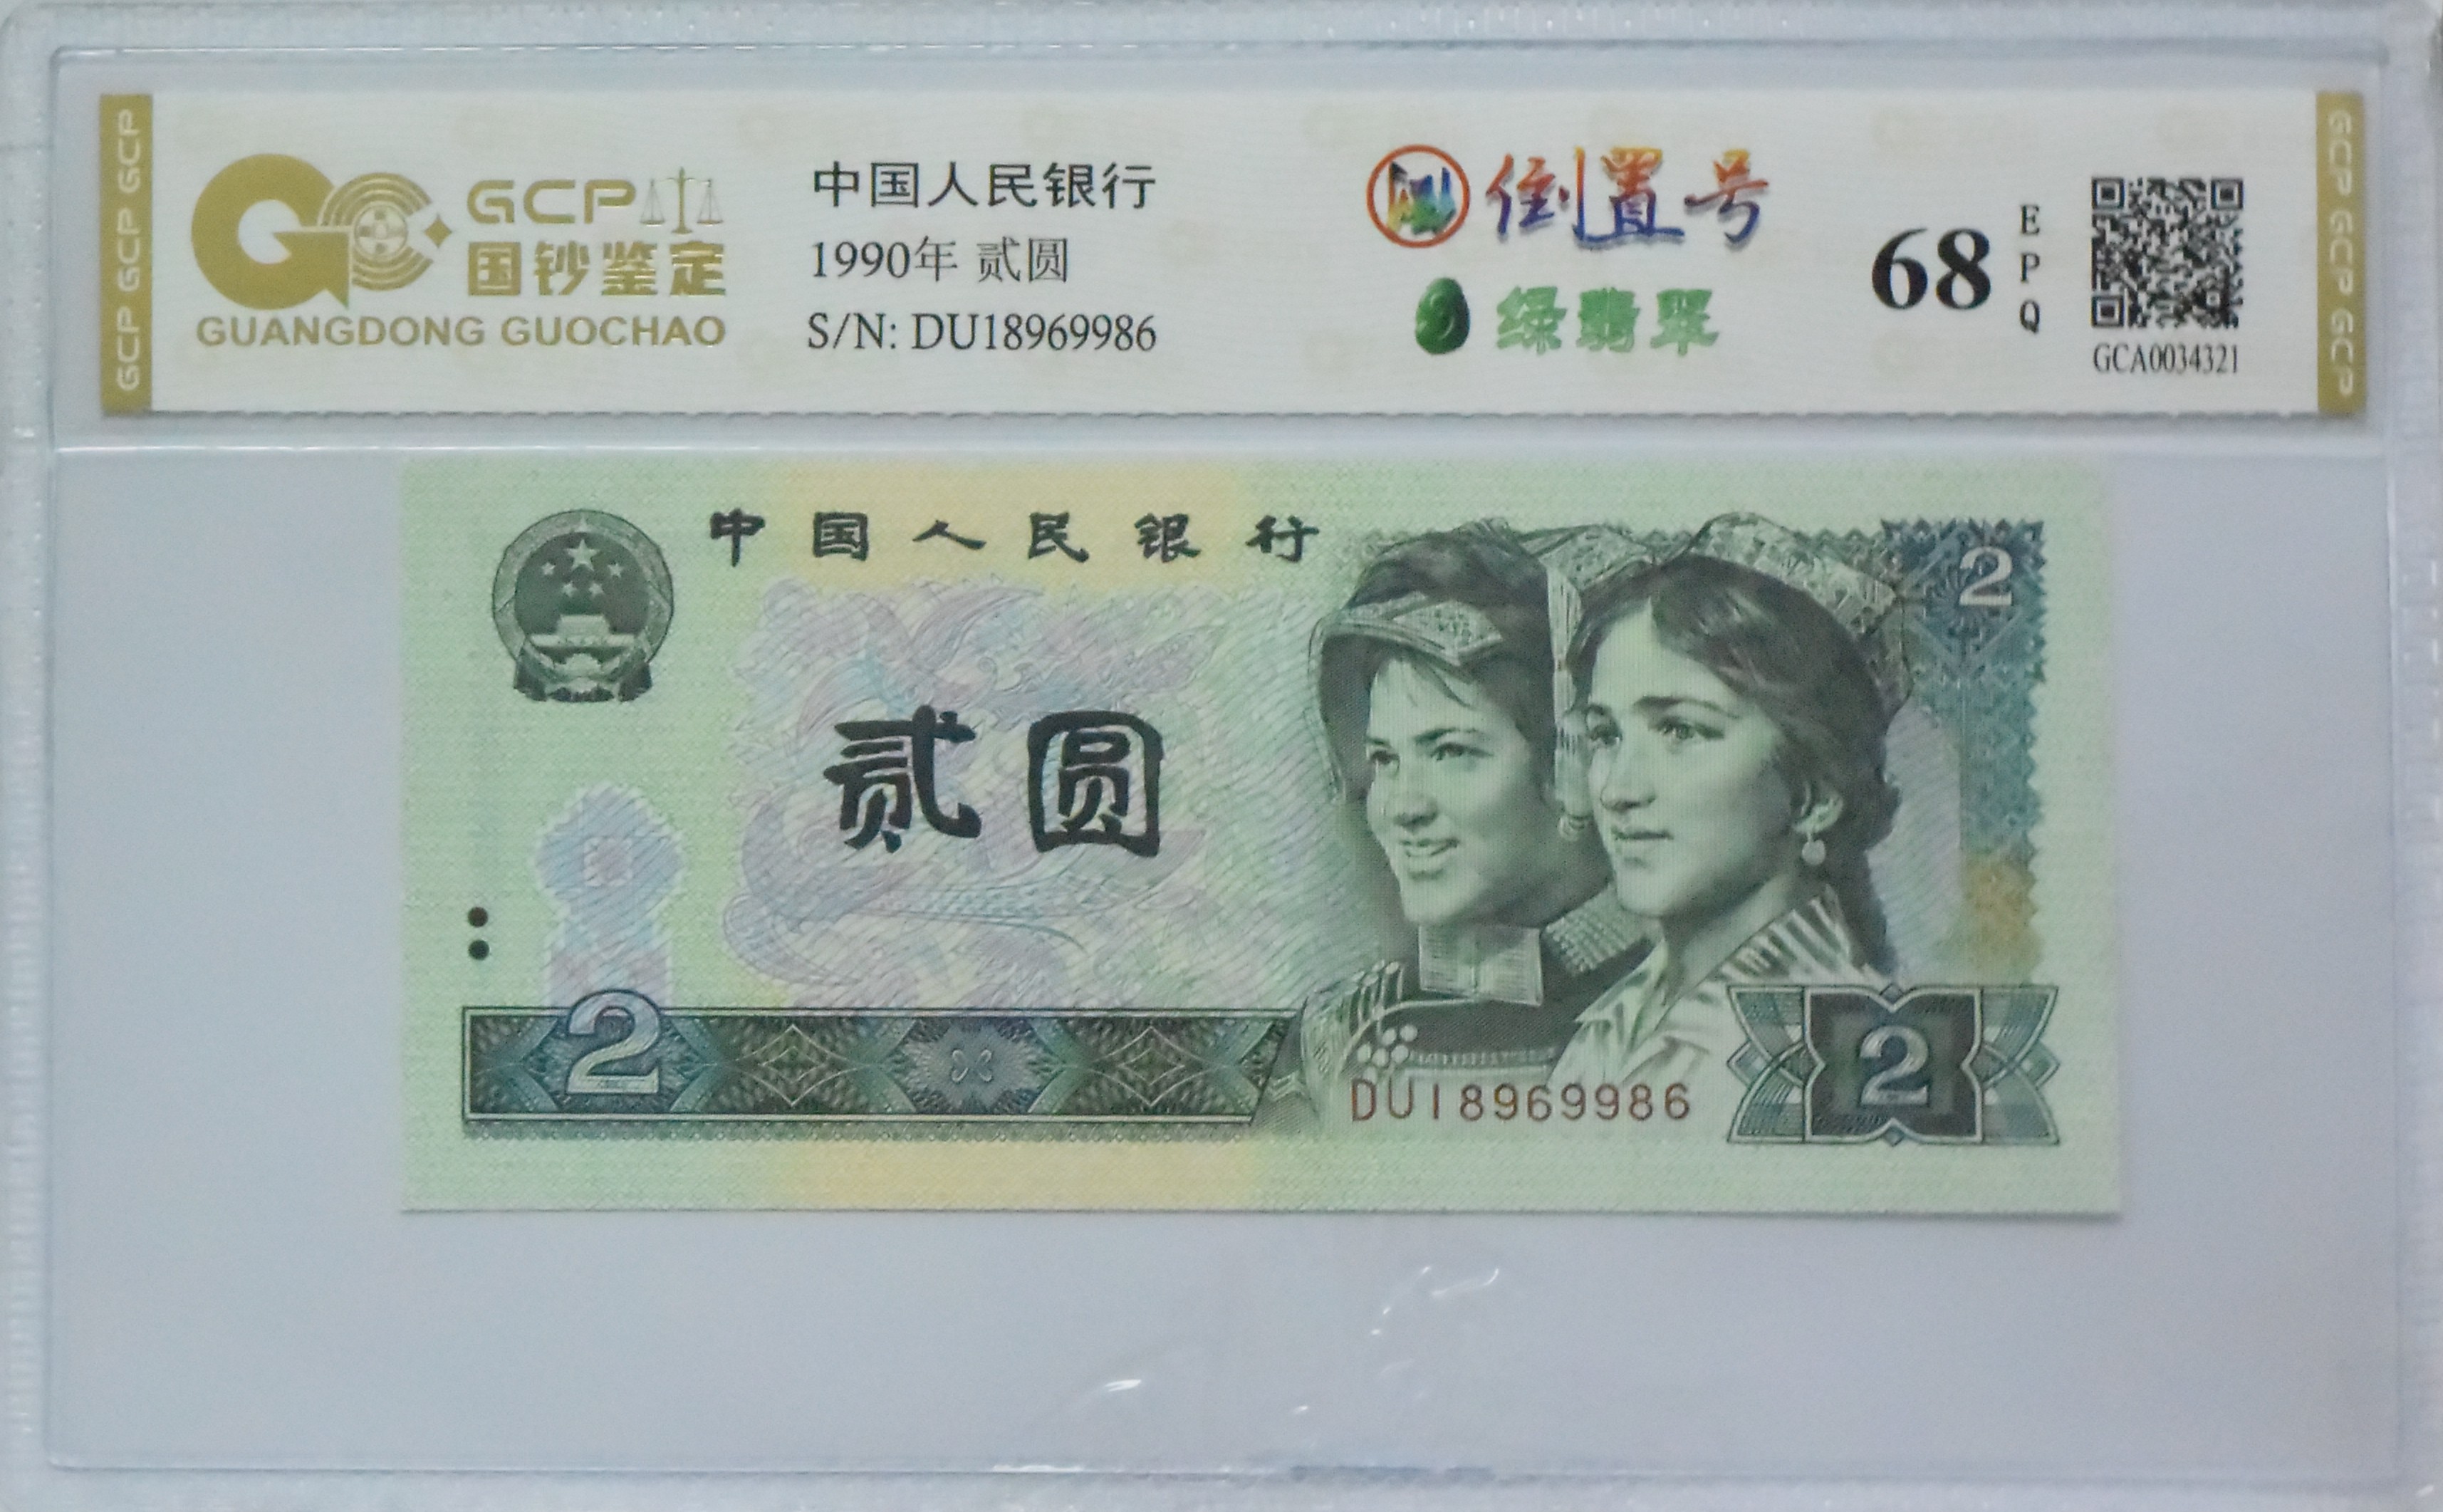 GCP GCP GCP
GCP
国钞鉴定
GUANGDONG GUOCHAO
中国人民银行
1990年 贰圆
S/N: DU18969986
倒置号
绿翡翠
68
EPQ
GCA0034321
GCP GCP GCP
中国人民银行
2
贰圆
2
DU18969986
2